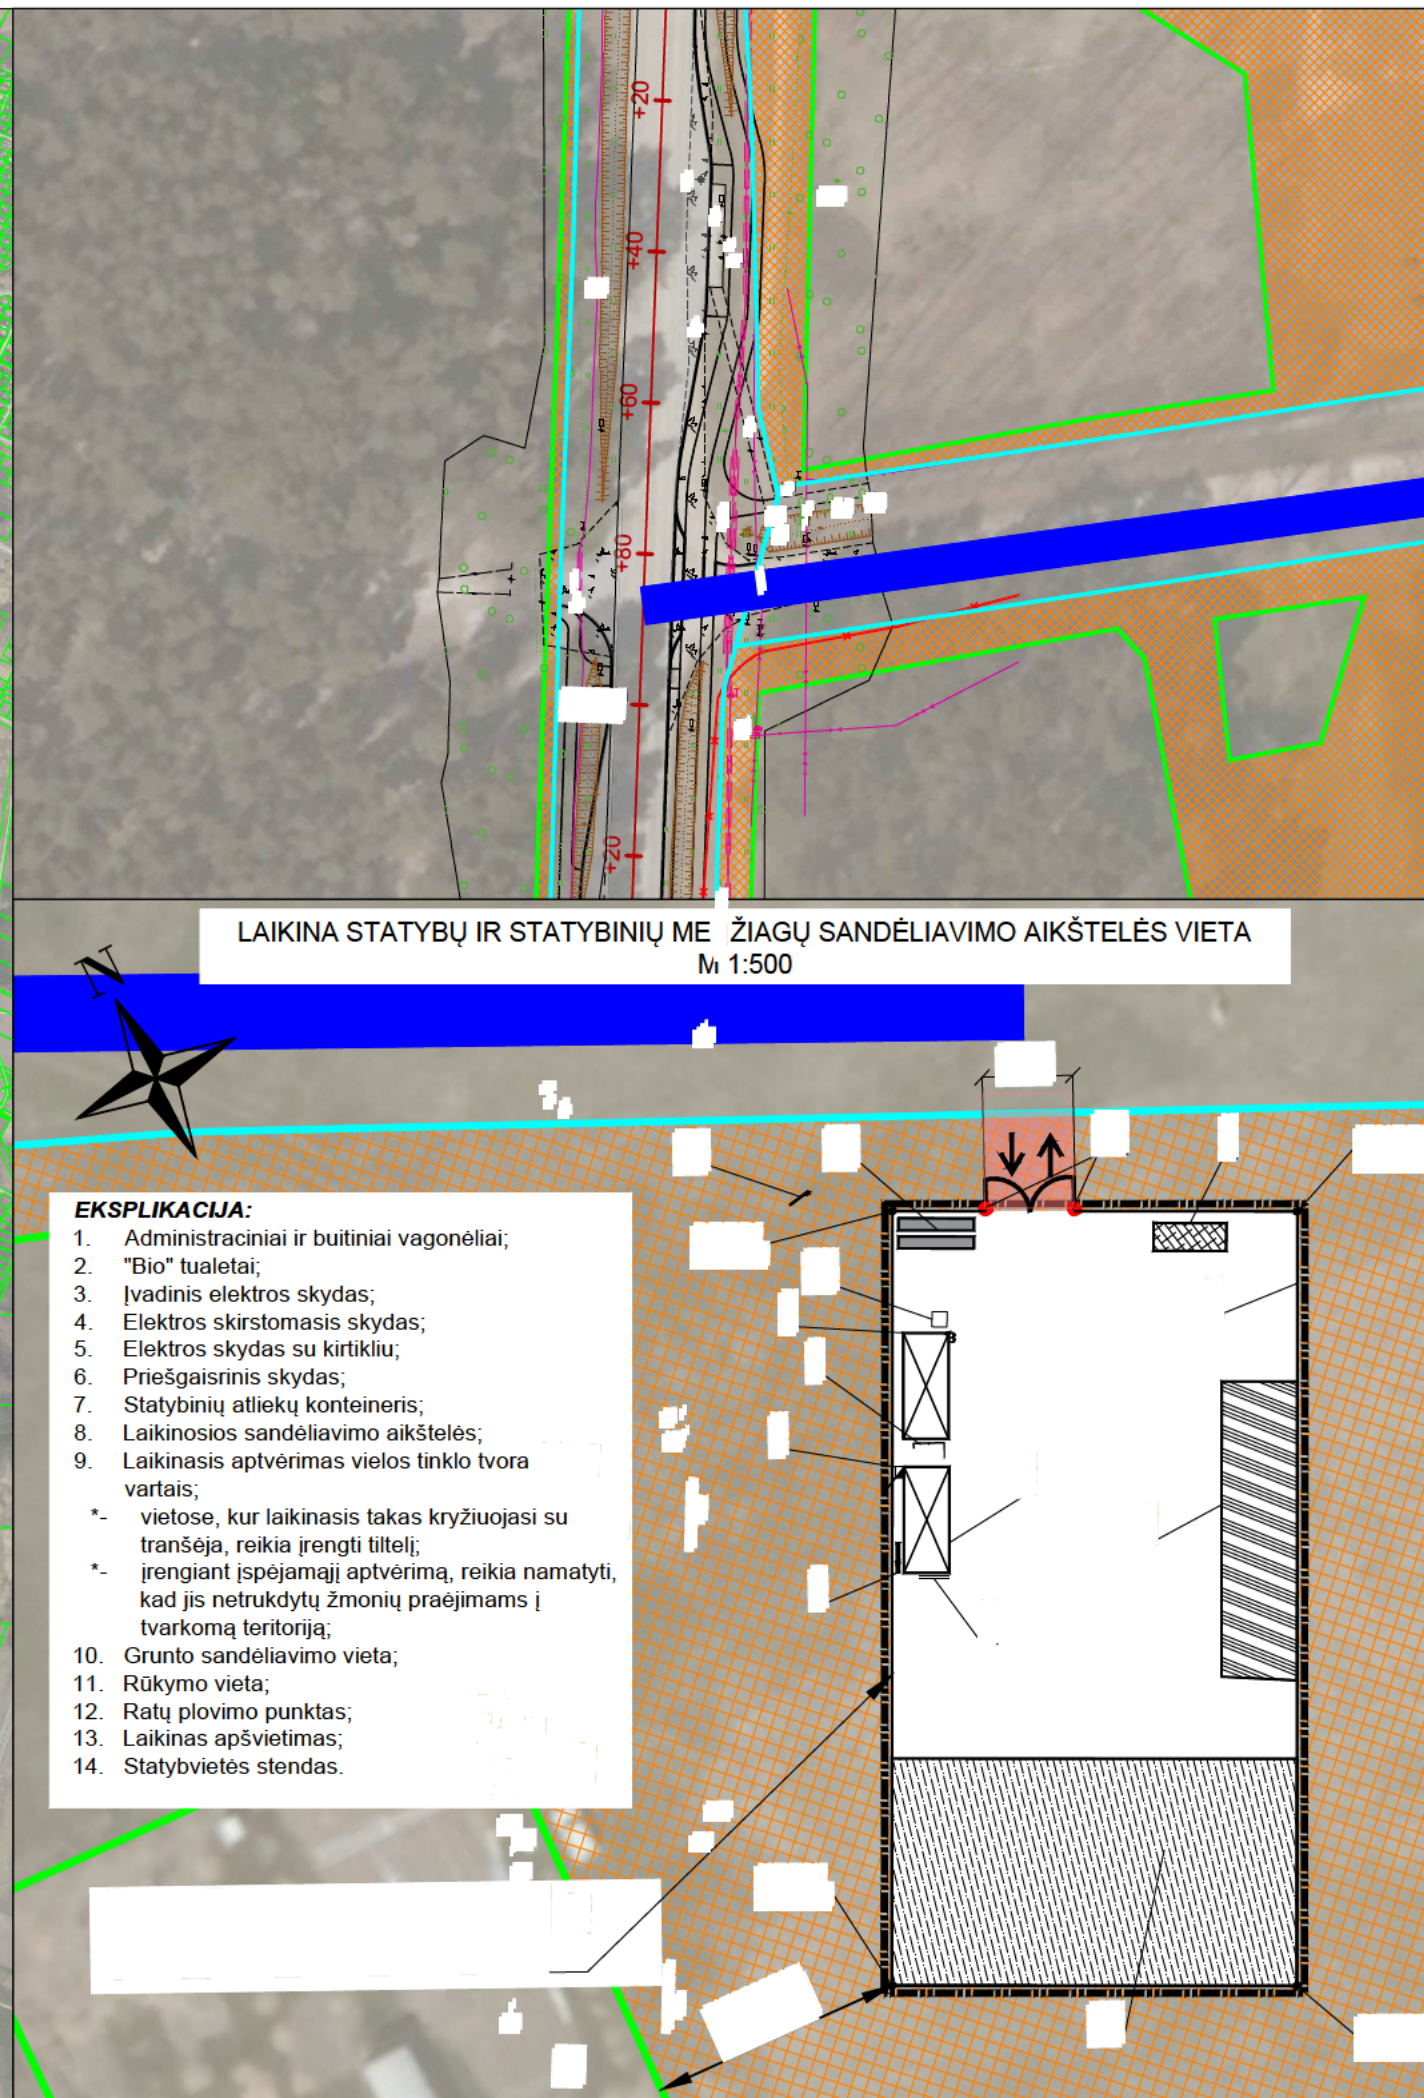 +20
+40
+60
+80
+20
LAIKINA STATYBŲ IR STATYBINIŲ ME ŽIAGŲ SANDĖLIAVIMO AIKŠTELĖS VIETA
M 1:500
N
EKSPLIKACIJA:
1. Administraciniai ir buitiniai vagonėliai;
2. "Bio" tualetai;
3. Įvadinis elektros skydas;
4. Elektros skirstomasis skydas;
5. Elektros skydas su kirtikliu;
6. Priešgaisrinis skydas;
7. Statybinių atliekų konteineris;
8. Laikinosios sandėliavimo aikštelės;
9. Laikinasis aptvėrimas vielos tinklo tvora
vartais;
*- vietose, kur laikinasis takas kryžiuojasi su
tranšėja, reikia įrengti tiltelį;
*- įrengiant įspėjamąjį aptvėrimą, reikia namatyti,
kad jis netrukdytų žmonių praėjimams į
tvarkomą teritoriją;
10. Grunto sandėliavimo vieta;
11. Rūkymo vieta;
12. Ratų plovimo punktas;
13. Laikinas apšvietimas;
14. Statybvietės stendas.